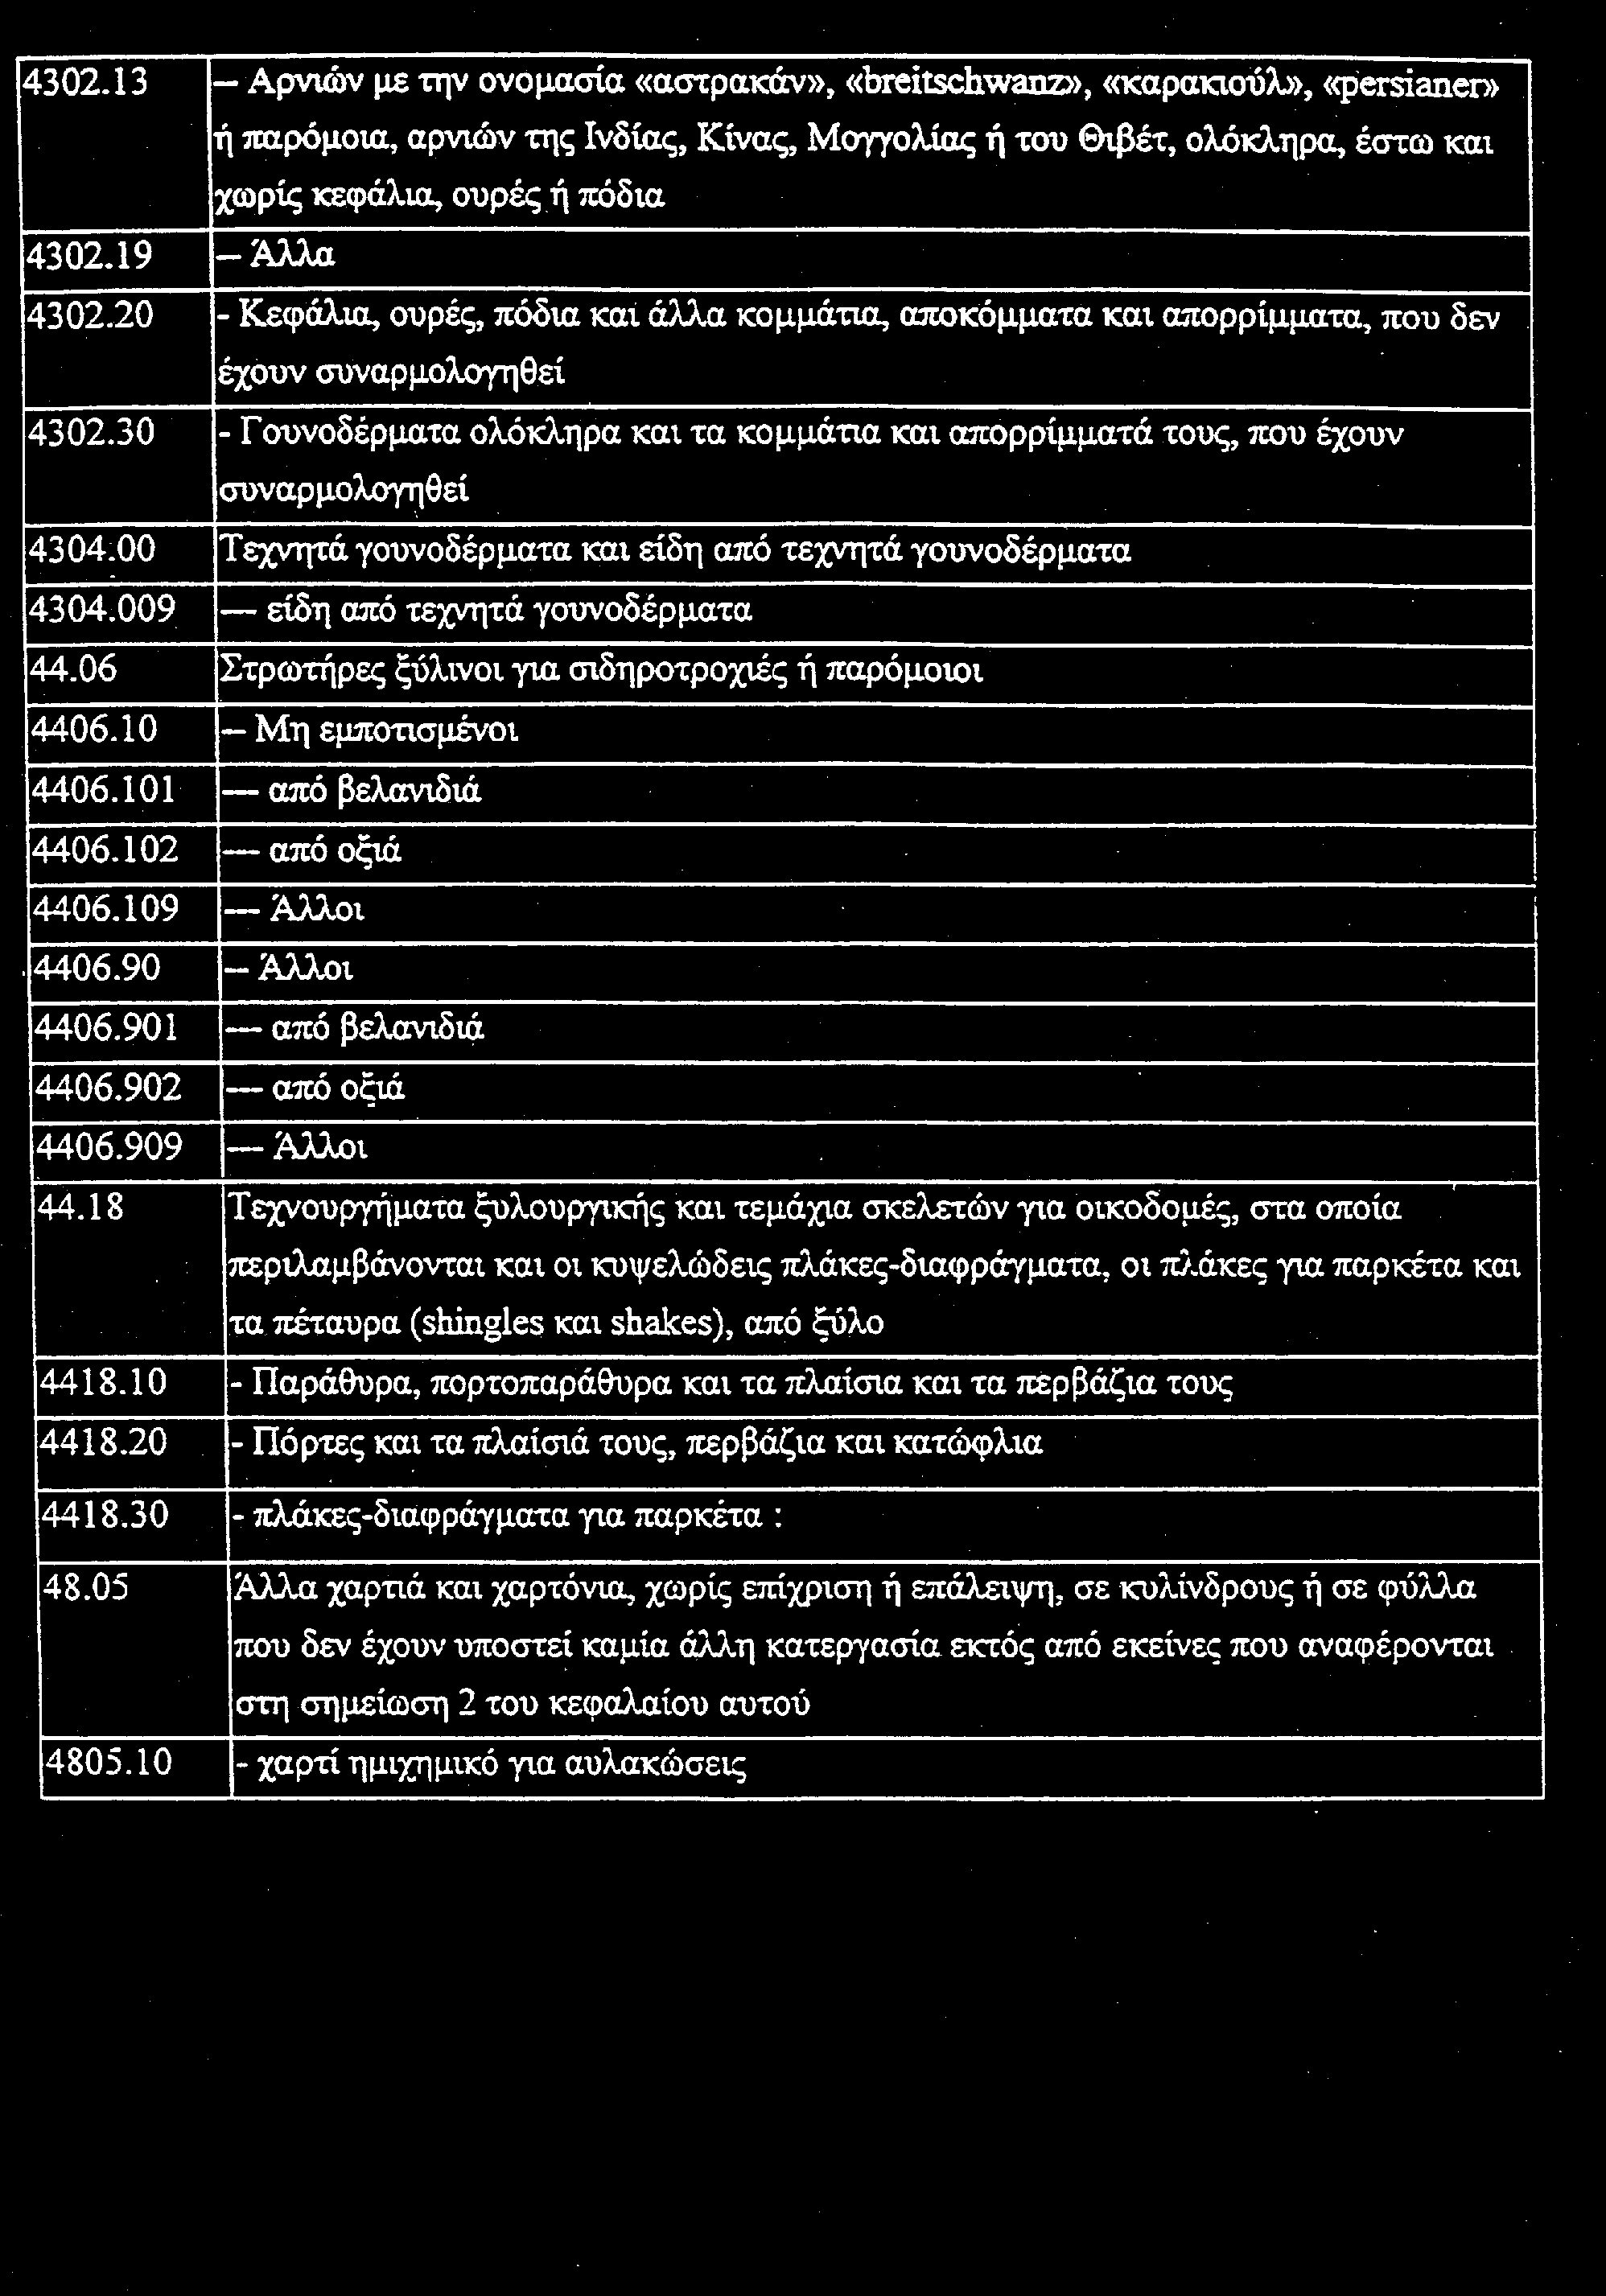 4302.13 – Αρνιών με την ονομασία «αστρακάν», «breitschwanz», «καρακιούλ», «persianer»
ή παρόμοια, αρνιών της Ινδίας, Κίνας, Μογγολίας ή του Θιβέτ, ολόκληρα, έστω και
χωρίς κεφάλια, ουρές ή πόδια
4302.19 – Άλλα
4302.20 - Κεφάλια, ουρές, πόδια και άλλα κομμάτια, αποκόμματα και απορρίμματα, που δεν
έχουν συναρμολογηθεί
4302.30 - Γουνοδέρματα ολόκληρα και τα κομμάτια και απορρίμματά τους, που έχουν
συναρμολογηθεί
4304.00 Τεχνητά γουνοδέρματα και είδη από τεχνητά γουνοδέρματα
4304.009 — είδη από τεχνητά γουνοδέρματα
44.06 Στρωτήρες ξύλινοι για σιδηροτροχιές ή παρόμοιοι
4406.10 – Μη εμποτισμένοι
4406.101 — από βελανιδιά
4406.102 — από οξιά
4406.109 — Άλλοι
4406.90 – Άλλοι
4406.901 — από βελανιδιά
4406.902 — από οξιά
4406.909 — Άλλοι
44.18 Τεχνουργήματα ξυλουργικής και τεμάχια σκελετών για οικοδομές, στα οποία
περιλαμβάνονται και οι κυψελώδεις πλάκες-διαφράγματα, οι πλάκες για παρκέτα και
τα πέταυρα (shingles και shakes), από ξύλο
4418.10 - Παράθυρα, πορτοπαράθυρα και τα πλαίσια και τα περβάζια τους
4418.20 - Πόρτες και τα πλαίσιά τους, περβάζια και κατώφλια
4418.30 - πλάκες-διαφράγματα για παρκέτα :
48.05 Άλλα χαρτιά και χαρτόνια, χωρίς επίχριση ή επάλειψη, σε κυλίνδρους ή σε φύλλα
που δεν έχουν υποστεί καμία άλλη κατεργασία εκτός από εκείνες που αναφέρονται
στη σημείωση 2 του κεφαλαίου αυτού
4805.10 - χαρτί ημιχημικό για αυλακώσεις